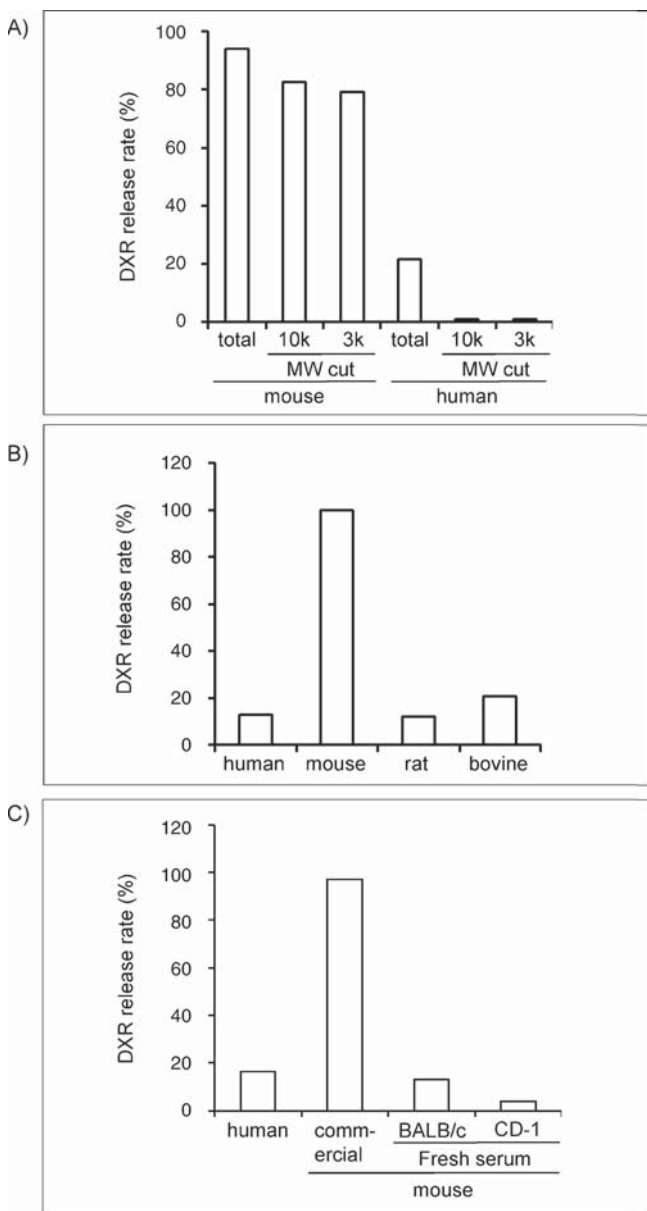 A)
DXR release rate (%)
100
80
60
40
20
0
total 10k 3k total 10k 3k
MW cut MW cut
mouse human
B)
DXR release rate (%)
120
100
80
60
40
20
0
human mouse rat bovine
C)
DXR release rate (%)
120
100
80
60
40
20
0
human comm- BALB/c CD-1
ercial Fresh serum
mouse